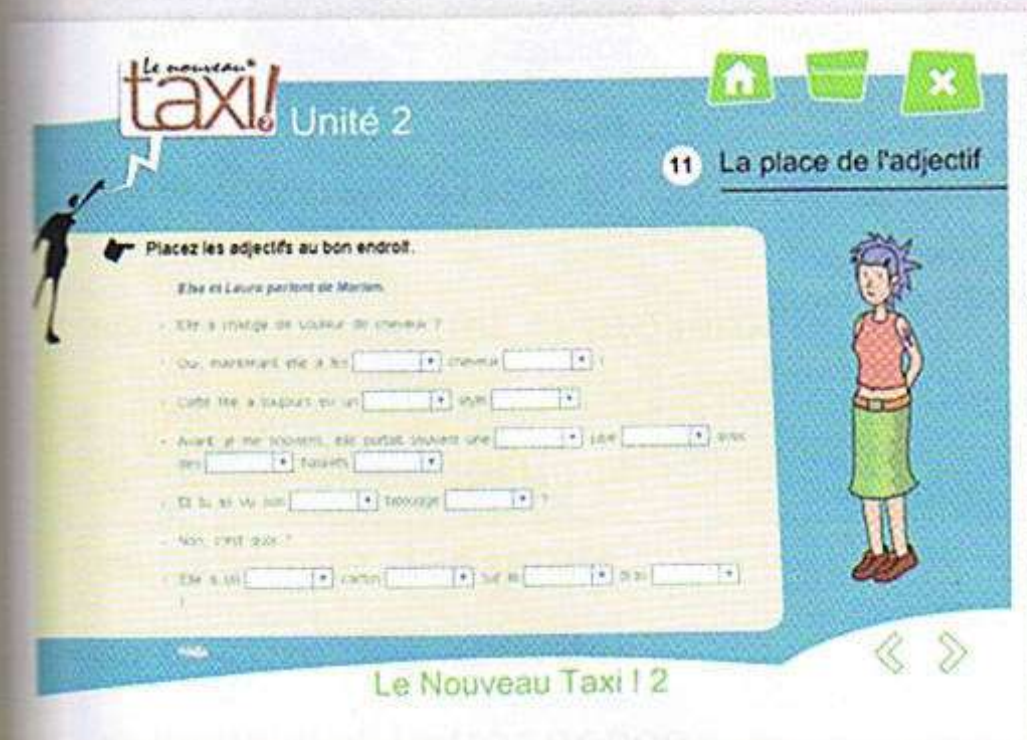 Le nouveau
taxi! 2
Unité 2
11 La place de l'adjectif
Placez les adjectifs au bon endroit.
Elsa et Laura parlent de Marion.
- Elle a changé de couleur de cheveux ?
- Oui, maintenant elle a les cheveux !
- Cette fille a toujours eu un style
- Avant, je me souviens, elle portait souvent une jupe avec
des baskets
- Et tu as vu son tatouage ?
- Non, c'est quoi ?
- Elle a un sur le bras
!
Le Nouveau Taxi ! 2